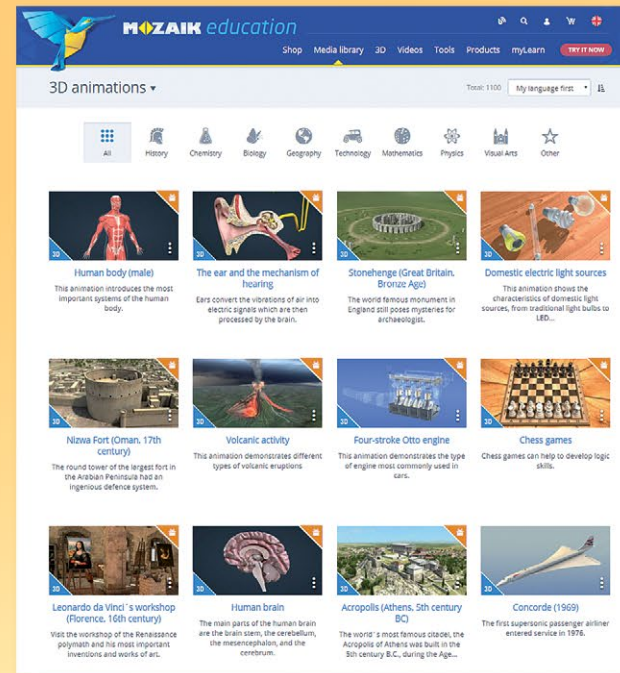 MOZAIK education
Shop Media library 3D Videos Tools Products myLearn TRY IT NOW
3D animations
Total: 1100 My language first
All History Chemistry Biology Geography Technology Mathematics Physics Visual Arts Other
3D 3D 3D 3D
Human body (male)
This animation introduces the most
important systems of the human
body.
The ear and the mechanism of
hearing
Ears convert the vibrations of air into
electric signals which are then
processed by the brain.
Stonehenge (Great Britain,
Bronze Age)
The world famous monument in
England still poses mysteries for
archaeologist.
Domestic electric light sources
This animation shows the
characteristics of domestic light
sources, from traditional light bulbs to
LED...
3D 3D 3D 3D
Nizwa Fort (Oman, 17th
century)
The round tower of the largest fort in
the Arabian Peninsula had an
ingenious defence system.
Volcanic activity
This animation demonstrates different
types of volcanic eruptions
Four-stroke Otto engine
This animation demonstrates the type
of engine most commonly used in
cars.
Chess games
Chess games can help to develop logic
skills.
3D 3D 3D 3D
Leonardo da Vinci`s workshop
(Florence, 16th century)
Visit the workshop of the Renaissance
polymath and his most important
inventions and works of art.
Human brain
The main parts of the human brain
are the brain stem, the cerebellum,
the mesencephalon, and the
cerebrum.
Acropolis (Athens, 5th century
BC)
The world`s most famous citadel, the
Acropolis of Athens was built in the
5th century B.C., during the Age...
Concorde (1969)
The first supersonic passenger airliner
entered service in 1976.